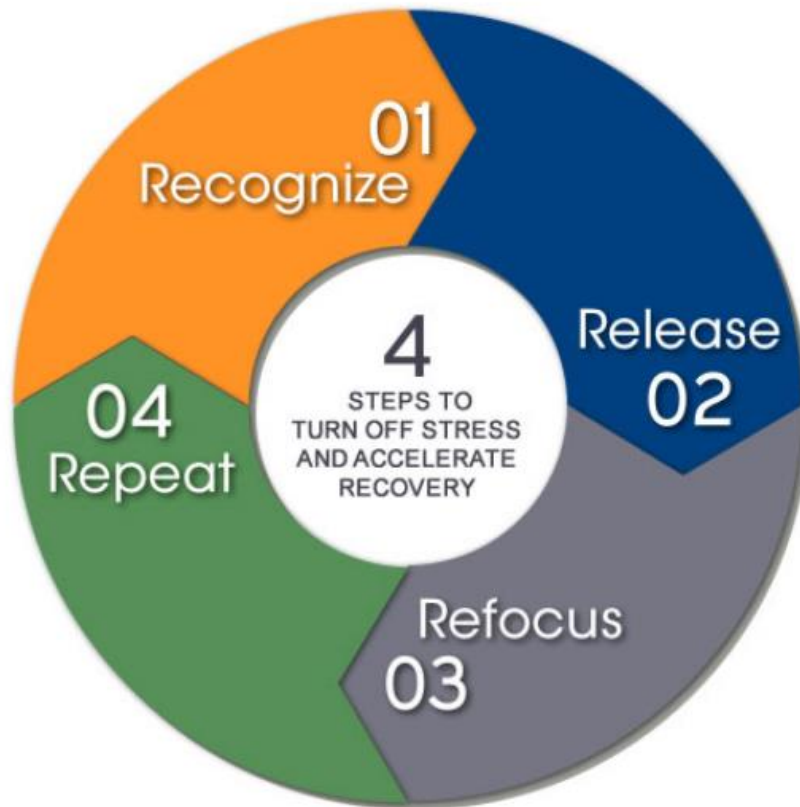 01
Recognize
Release
02
Refocus
03
04
Repeat
4
STEPS TO
TURN OFF STRESS
AND ACCELERATE
RECOVERY